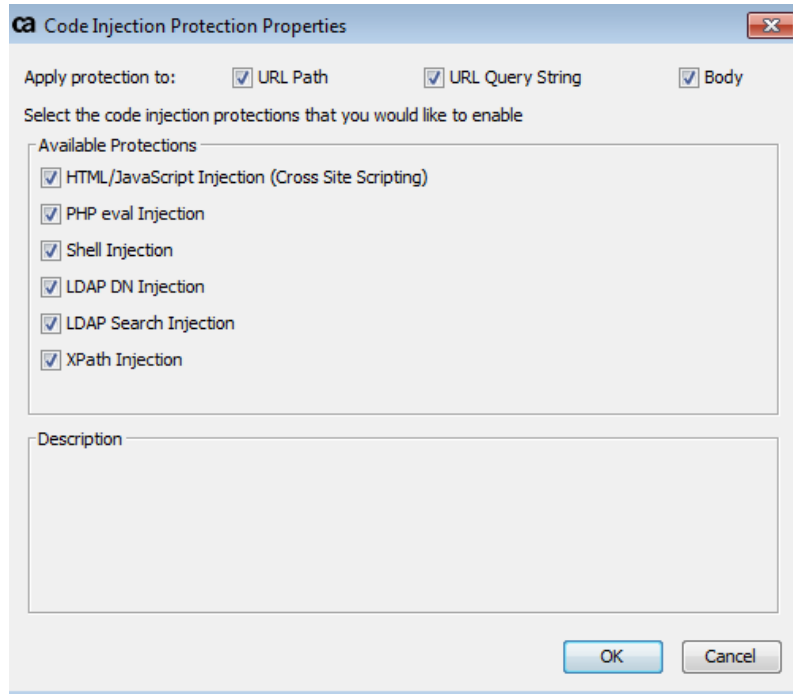 ca Code Injection Protection Properties
Apply protection to: URL Path URL Query String Body
Select the code injection protections that you would like to enable
Available Protections
HTML/JavaScript Injection (Cross Site Scripting)
PHP eval Injection
Shell Injection
LDAP DN Injection
LDAP Search Injection
XPath Injection
Description
OK Cancel